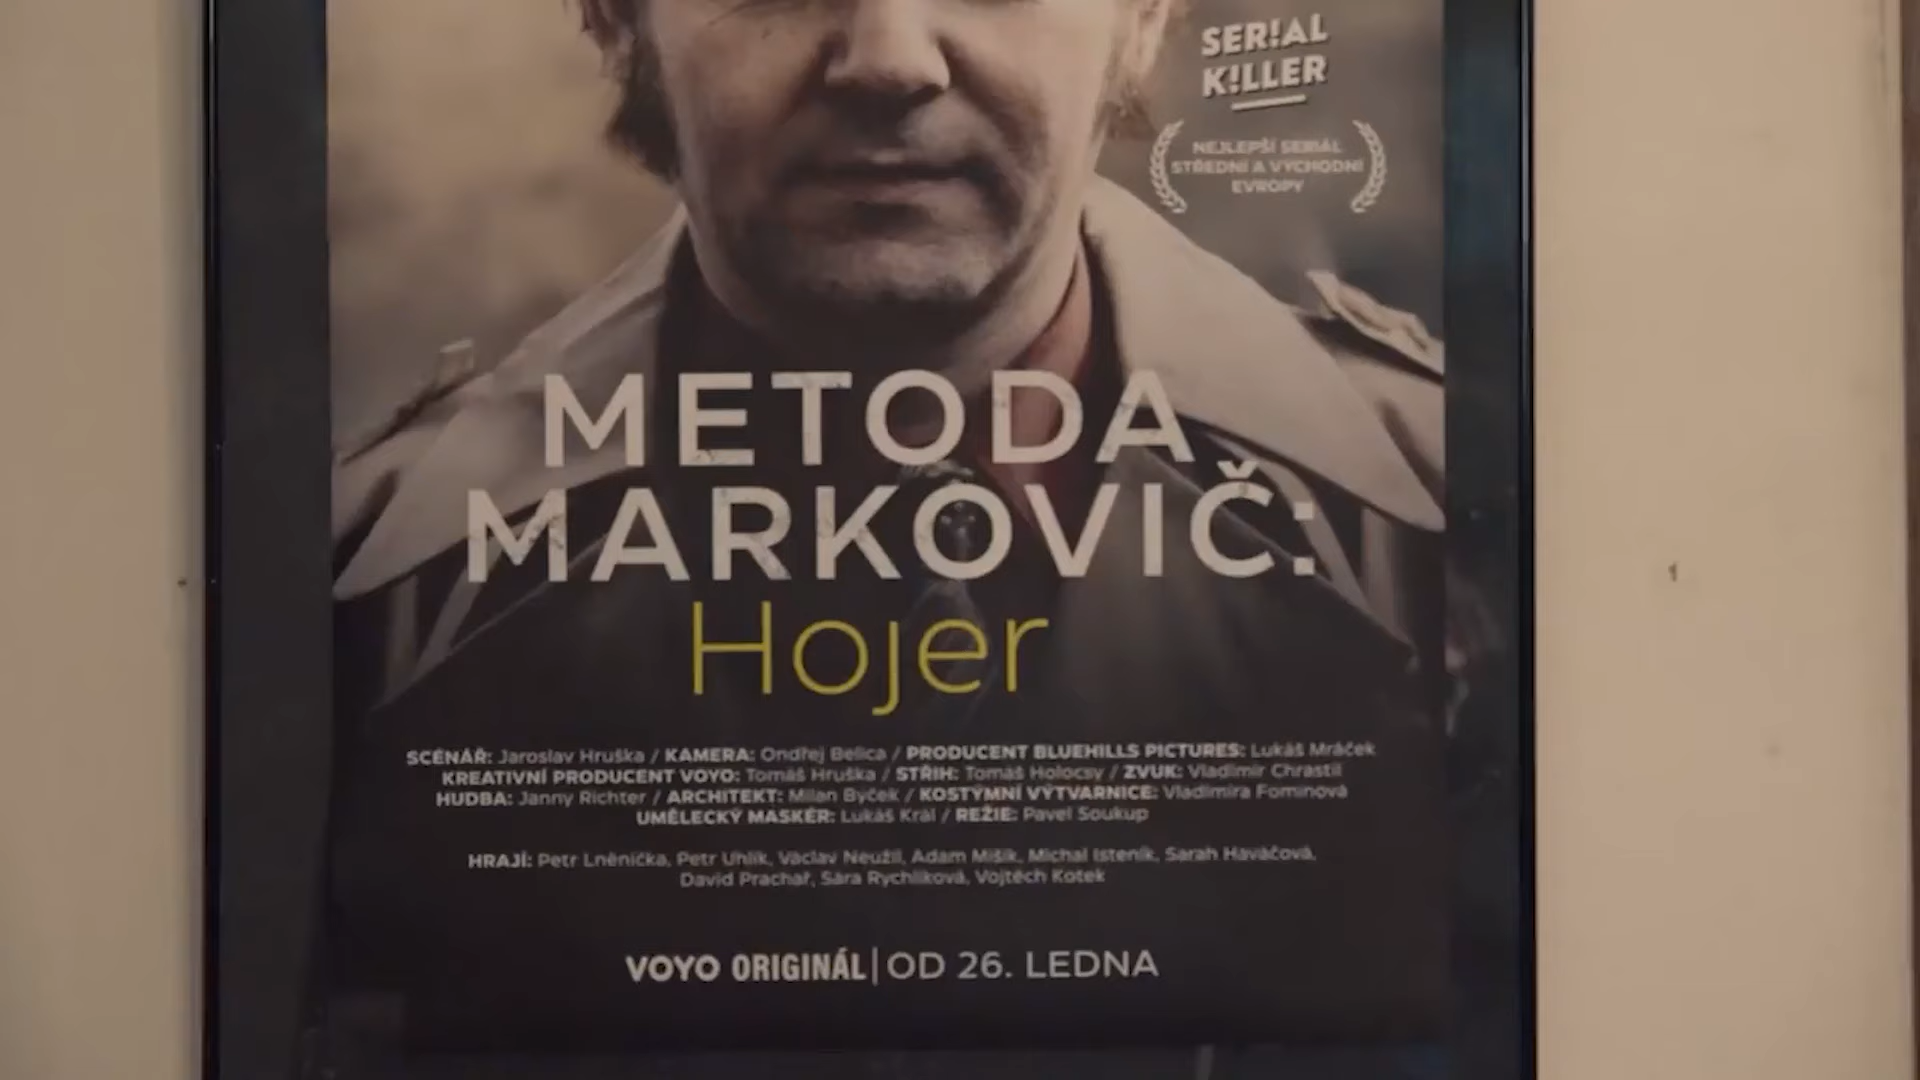 SER!AL
K!LLER
NEJLEPŠÍ SERIÁL
STŘEDNÍ A VÝCHODNÍ
EVROPY
METODA
MARKOVIČ:
Hojer
SCÉNÁŘ: Jaroslav Hruška / KAMERA: Ondřej Belica / PRODUCENT BLUEHILLS PICTURES: Lukáš Mráček
KREATIVNÍ PRODUCENT VOYO: Tomáš Hruška / STŘIH: Tomáš Holocsy / ZVUK: Vladimír Chrastil
HUDBA: Janny Richter / ARCHITEKT: Milan Býček / KOSTÝMNÍ VÝTVARNICE: Vladimíra Fominová
UMĚLECKÝ MASKÉR: Lukáš Král / REŽIE: Pavel Soukup
HRAJÍ: Petr Lněnička, Petr Uhlík, Václav Neužil, Adam Mišík, Michal Isteník, Sarah Haváčová,
David Prachař, Sára Rychlíková, Vojtěch Kotek
VOYO ORIGINÁL | OD 26. LEDNA